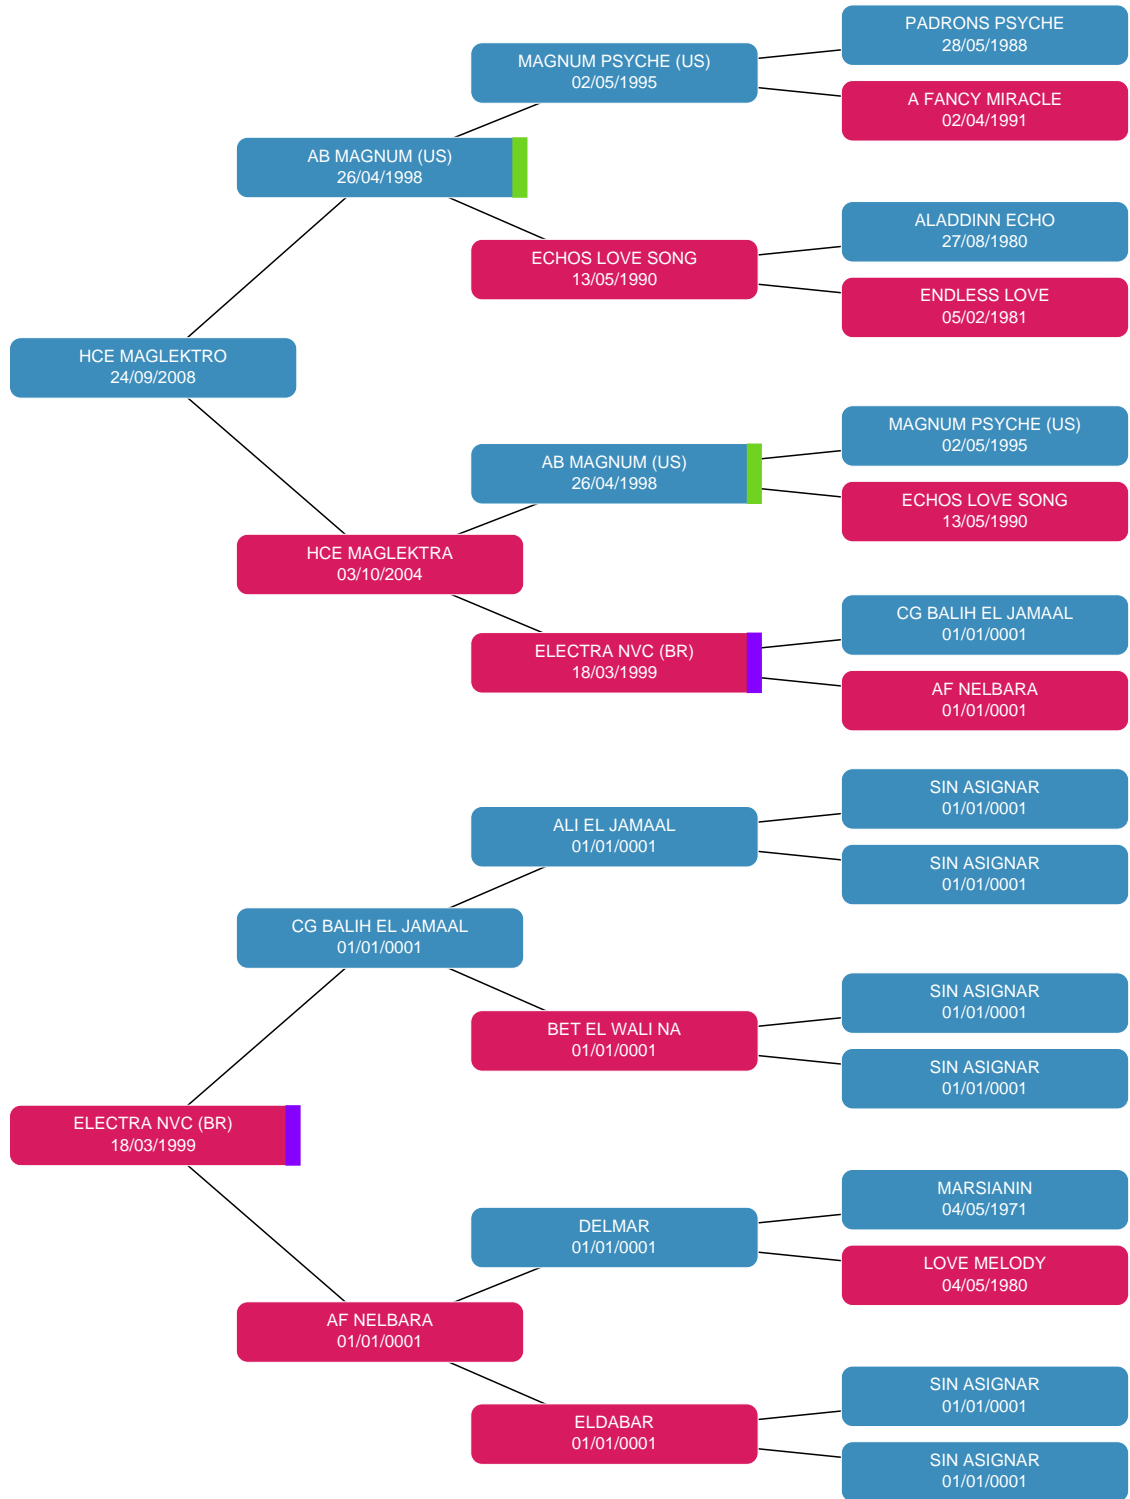 PADRONS PSYCHE
28/05/1988
MAGNUM PSYCHE (US)
02/05/1995
A FANCY MIRACLE
02/04/1991
AB MAGNUM (US)
26/04/1998
ALADDINN ECHO
27/08/1980
ECHOS LOVE SONG
13/05/1990
ENDLESS LOVE
05/02/1981
HCE MAGLEKTRO
24/09/2008
MAGNUM PSYCHE (US)
02/05/1995
AB MAGNUM (US)
26/04/1998
ECHOS LOVE SONG
13/05/1990
HCE MAGLEKTRA
03/10/2004
CG BALIH EL JAMAAL
01/01/0001
ELECTRA NVC (BR)
18/03/1999
AF NELBARA
01/01/0001
SIN ASIGNAR
01/01/0001
ALI EL JAMAAL
01/01/0001
SIN ASIGNAR
01/01/0001
CG BALIH EL JAMAAL
01/01/0001
SIN ASIGNAR
01/01/0001
BET EL WALI NA
01/01/0001
SIN ASIGNAR
01/01/0001
ELECTRA NVC (BR)
18/03/1999
MARSIANIN
04/05/1971
DELMAR
01/01/0001
LOVE MELODY
04/05/1980
AF NELBARA
01/01/0001
SIN ASIGNAR
01/01/0001
ELDABAR
01/01/0001
SIN ASIGNAR
01/01/0001